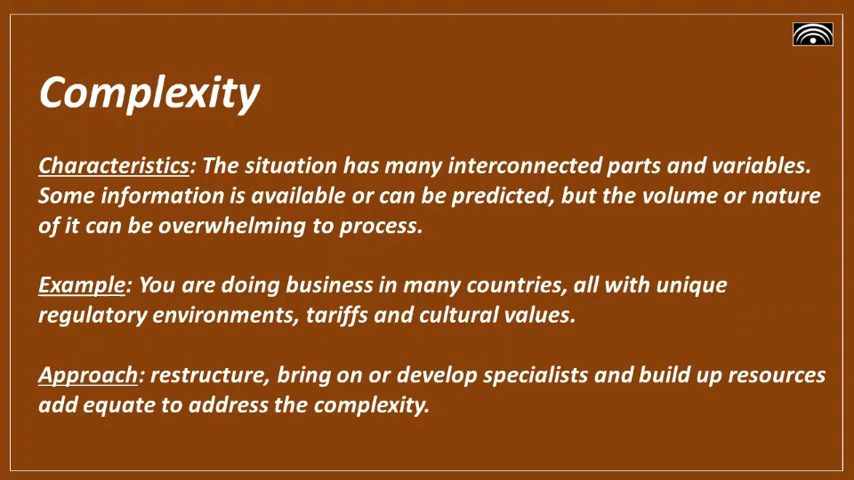 Complexity
Characteristics: The situation has many interconnected parts and variables.
Some information is available or can be predicted, but the volume or nature
of it can be overwhelming to process.
Example: You are doing business in many countries, all with unique
regulatory environments, tariffs and cultural values.
Approach: restructure, bring on or develop specialists and build up resources
add equate to address the complexity.